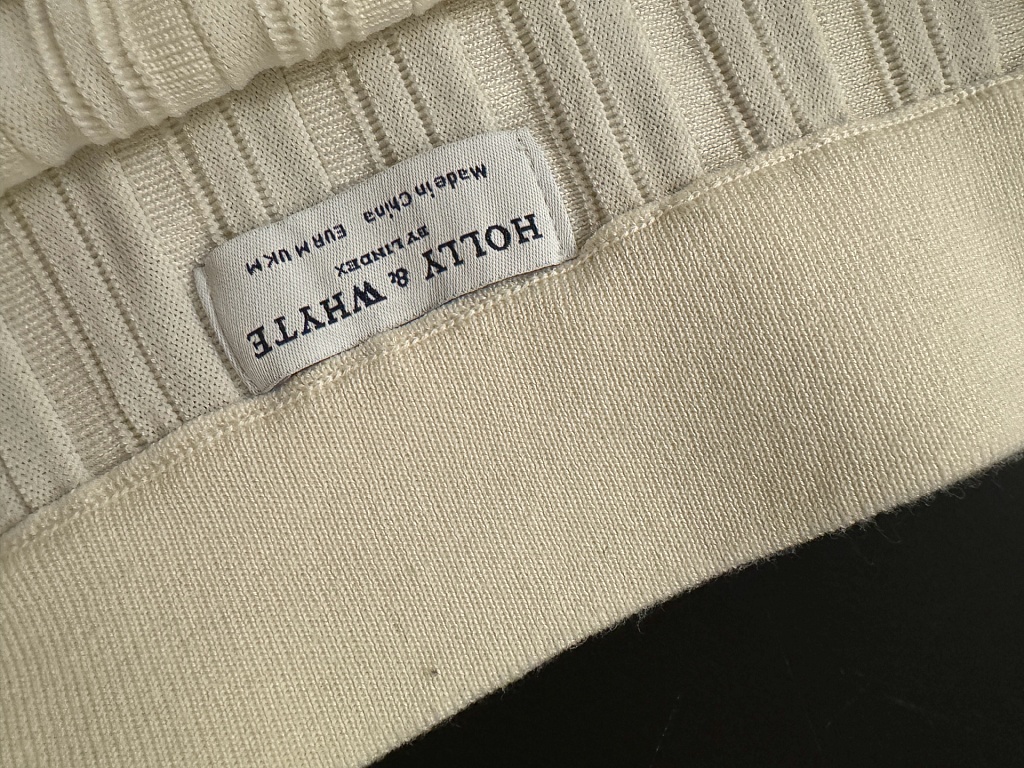 HOLLY & WHYTE
BY LINDEX
EUR M UK M
Made in China